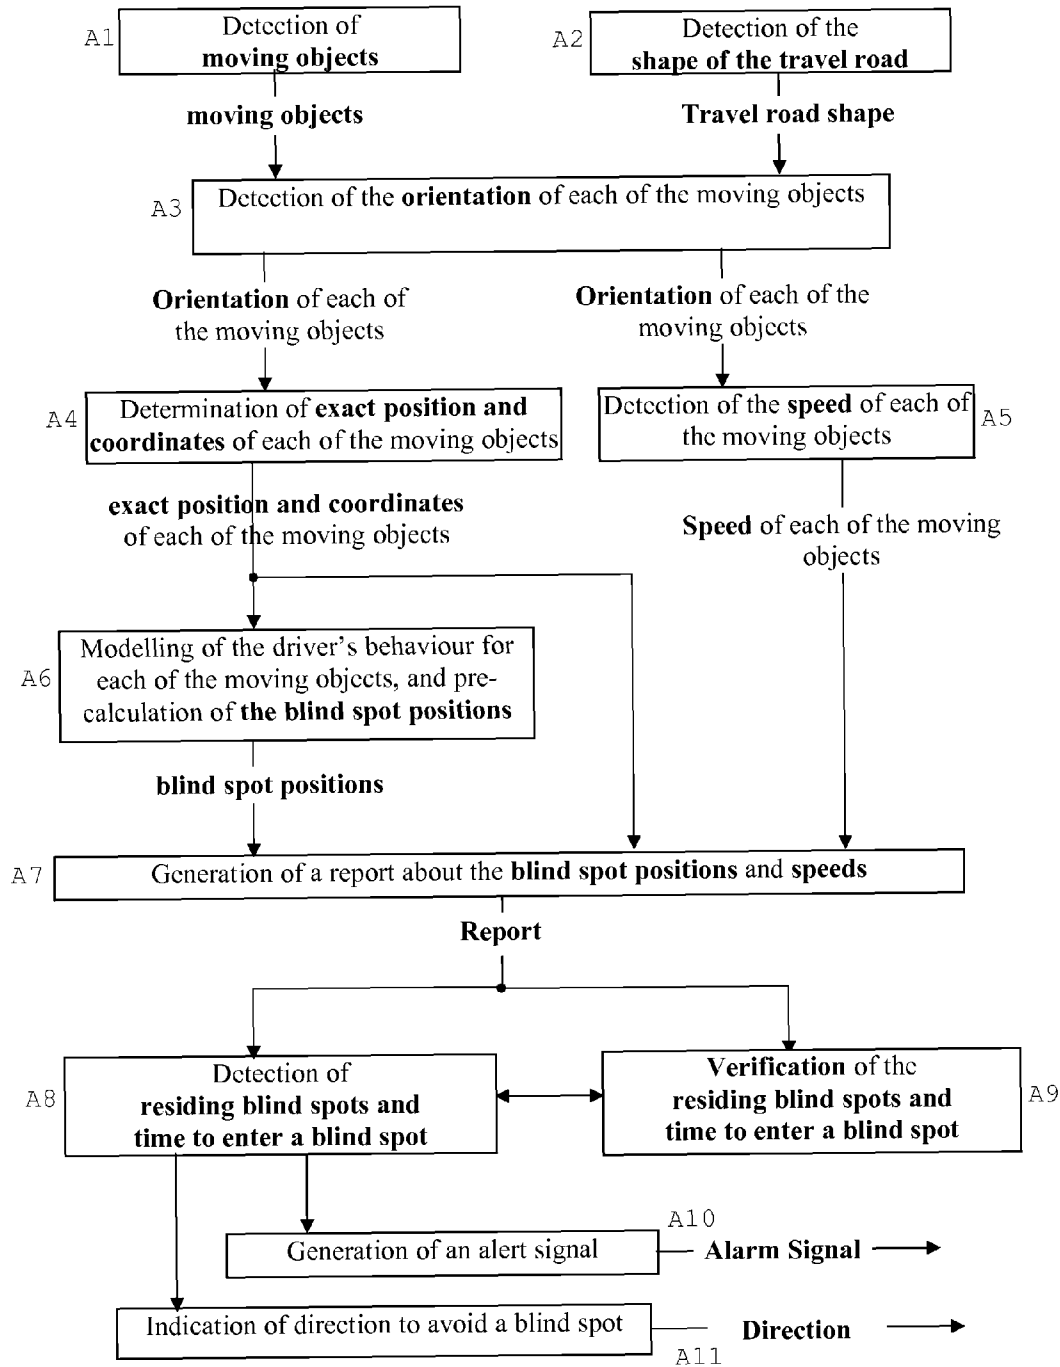 A1
Detection of
moving objects
A2
Detection of the
shape of the travel road
moving objects
Travel road shape
A3
Detection of the orientation of each of the moving objects
Orientation of each of
the moving objects
Orientation of each of the
moving objects
A4
Determination of exact position and
coordinates of each of the moving objects
Detection of the speed of each of
the moving objects
A5
exact position and coordinates
of each of the moving objects
Speed of each of the moving
objects
A6
Modelling of the driver's behaviour for
each of the moving objects, and pre-
calculation of the blind spot positions
blind spot positions
A7
Generation of a report about the blind spot positions and speeds
Report
A8
Detection of
residing blind spots and
time to enter a blind spot
Verification of the
residing blind spots and
time to enter a blind spot
A9
Generation of an alert signal
A10
Alarm Signal
Indication of direction to avoid a blind spot
Direction
A11